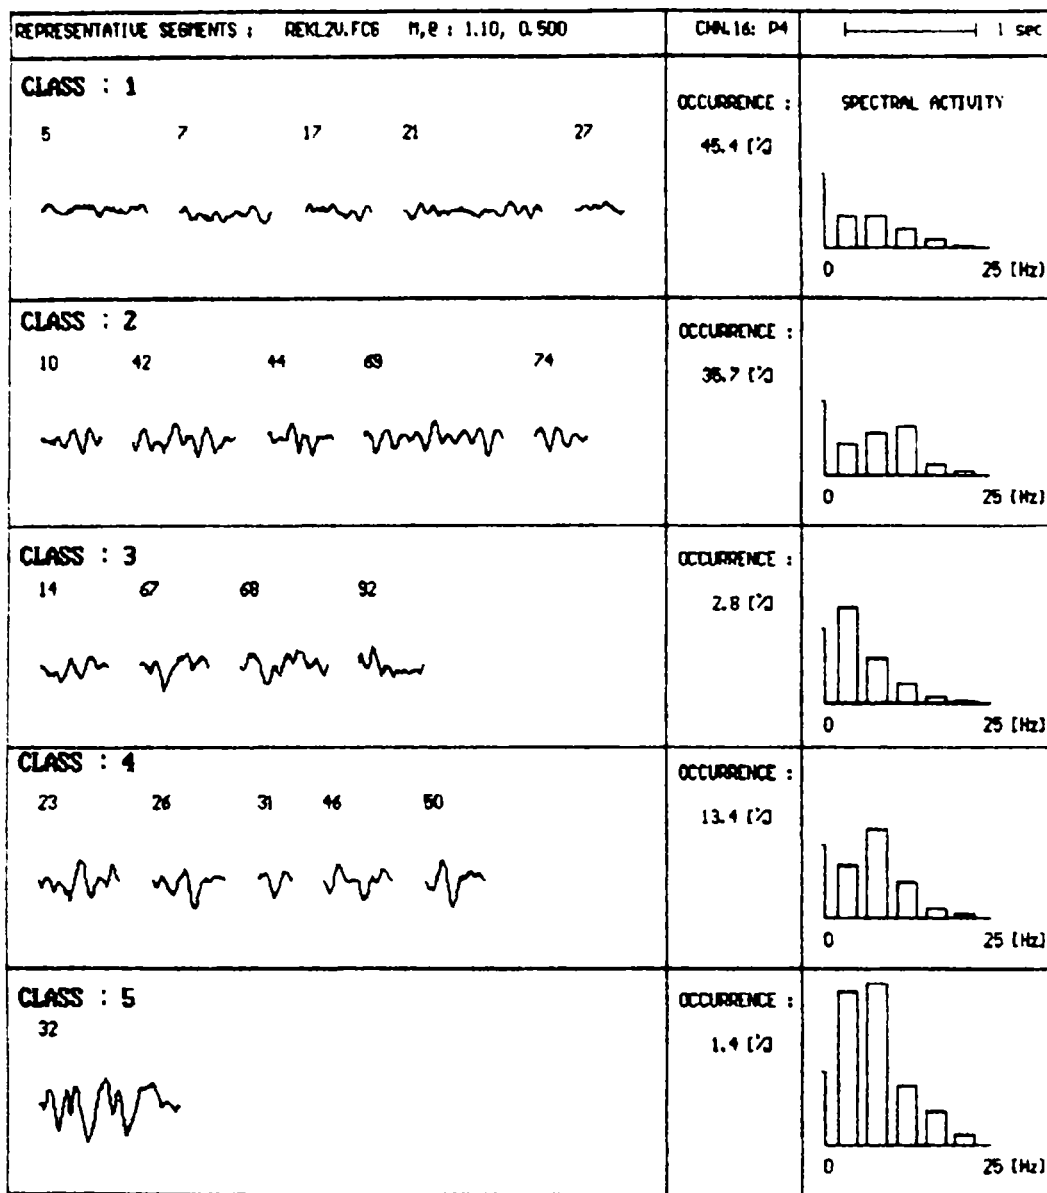 REPRESENTATIVE SEGMENTS : REKL2V.FC6 M,e : 1.10, 0.500 CHN.16: P4 1 sec
CLASS : 1
OCCURRENCE : SPECTRAL ACTIVITY
5 7 17 21 27
45.4 [%]
0 25 [Hz]
CLASS : 2
OCCURRENCE :
10 42 44 69 74
36.7 [%]
0 25 [Hz]
CLASS : 3
OCCURRENCE :
14 67 68 92
2.8 [%]
0 25 [Hz]
CLASS : 4
OCCURRENCE :
23 26 31 46 50
13.4 [%]
0 25 [Hz]
CLASS : 5
OCCURRENCE :
32
1.4 [%]
0 25 [Hz]